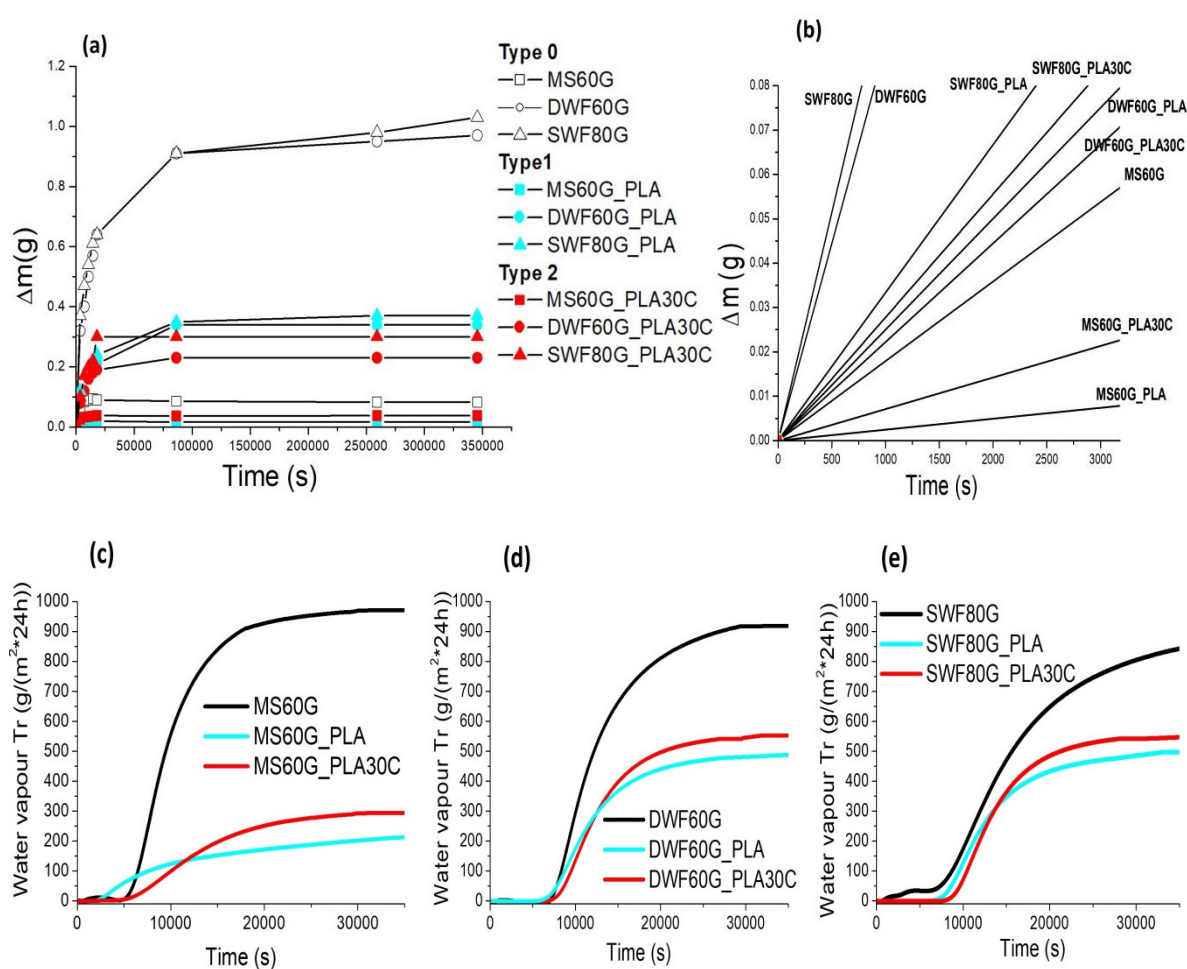 (a)
Δm(g)
1.2
1.0
0.8
0.6
0.4
0.2
0.0
0 50000 100000 150000 200000 250000 300000 350000
Time (s)
Type 0
MS60G
DWF60G
SWF80G
Type1
MS60G_PLA
DWF60G_PLA
SWF80G_PLA
Type 2
MS60G_PLA30C
DWF60G_PLA30C
SWF80G_PLA30C
(b)
Δm(g)
0.08
0.07
0.06
0.05
0.04
0.03
0.02
0.01
0.00
SWF80G
DWF60G
SWF80G_PLA
SWF80G_PLA30C
DWF60G_PLA
DWF60G_PLA30C
MS60G
MS60G_PLA30C
MS60G_PLA
0 500 1000 1500 2000 2500 3000
Time (s)
(c)
Water vapour Tr (g/(m²*24h))
1000
900
800
700
600
500
400
300
200
100
0
MS60G
MS60G_PLA
MS60G_PLA30C
0 10000 20000 30000
Time (s)
(d)
Water vapour Tr (g/(m²*24h))
1000
900
800
700
600
500
400
300
200
100
0
DWF60G
DWF60G_PLA
DWF60G_PLA30C
0 10000 20000 30000
Time (s)
(e)
Water vapour Tr (g/(m²*24h))
1000
900
800
700
600
500
400
300
200
100
0
SWF80G
SWF80G_PLA
SWF80G_PLA30C
0 10000 20000 30000
Time (s)